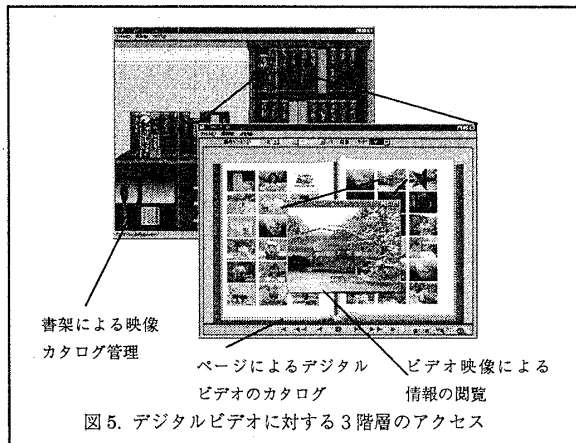 書架による映像
カタログ管理
ページによるデジタル
ビデオのカタログ
ビデオ映像による
情報の閲覧
図5. デジタルビデオに対する3階層のアクセス